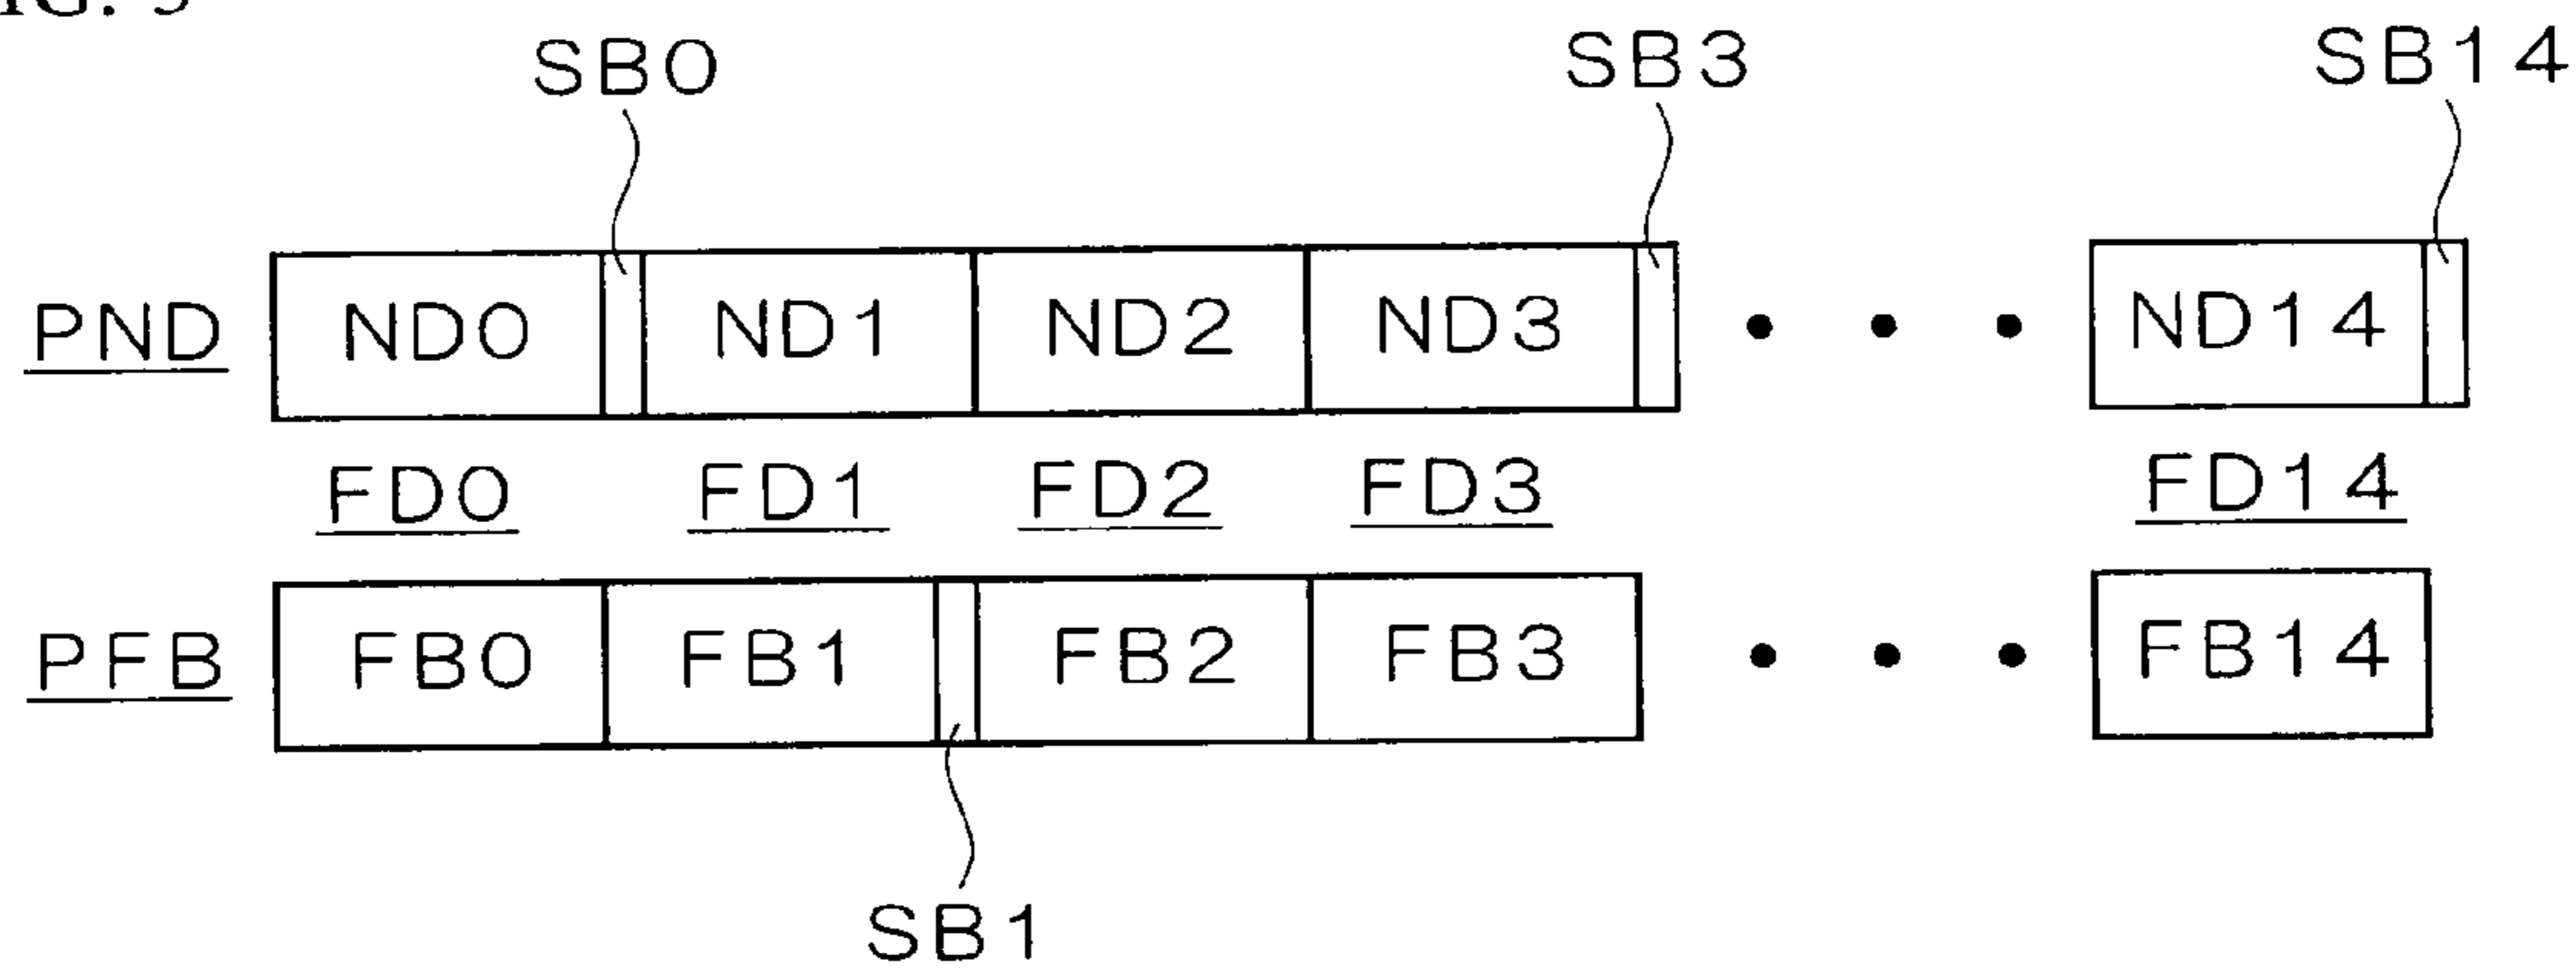 SB0 SB3 SB14
PND ND0 ND1 ND2 ND3 ND14
FD0 FD1 FD2 FD3 FD14
PFB FB0 FB1 FB2 FB3 FB14
SB1